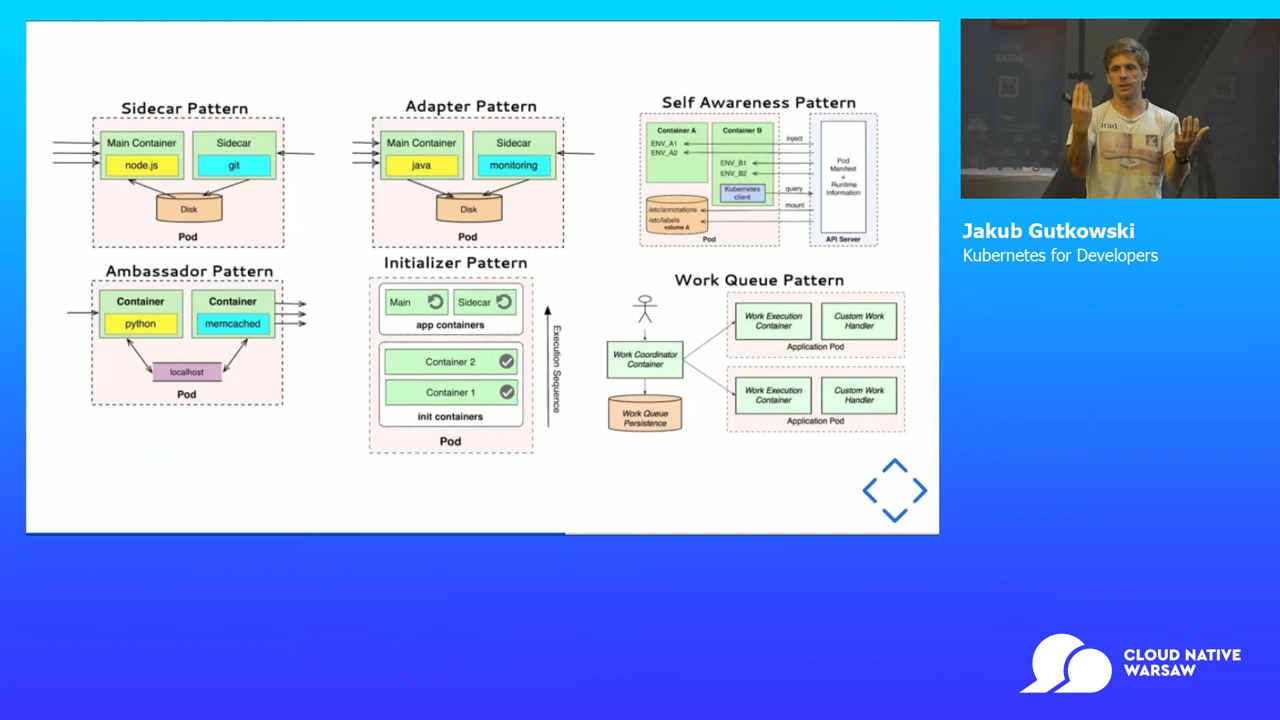 Sidecar Pattern
Main Container
node.js
Sidecar
git
Disk
Pod
Adapter Pattern
Main Container
java
Sidecar
monitoring
Disk
Pod
Self Awareness Pattern
Container A
ENV_A1
ENV_A2
Container B
ENV_B1
ENV_B2
Kubernetes
client
/etc/annotations
/etc/labels
volume A
Pod
inject
query
mount
Pod
Manifest
+
Runtime
Information
API Server
Ambassador Pattern
Container
python
Container
memcached
localhost
Pod
Initializer Pattern
Main
Sidecar
app containers
Container 2
Container 1
init containers
Pod
Execution Sequence
Work Queue Pattern
Work Coordinator
Container
Work Queue
Persistence
Work Execution
Container
Custom Work
Handler
Application Pod
Work Execution
Container
Custom Work
Handler
Application Pod
Jakub Gutkowski
Kubernetes for Developers
CLOUD NATIVE
WARSAW